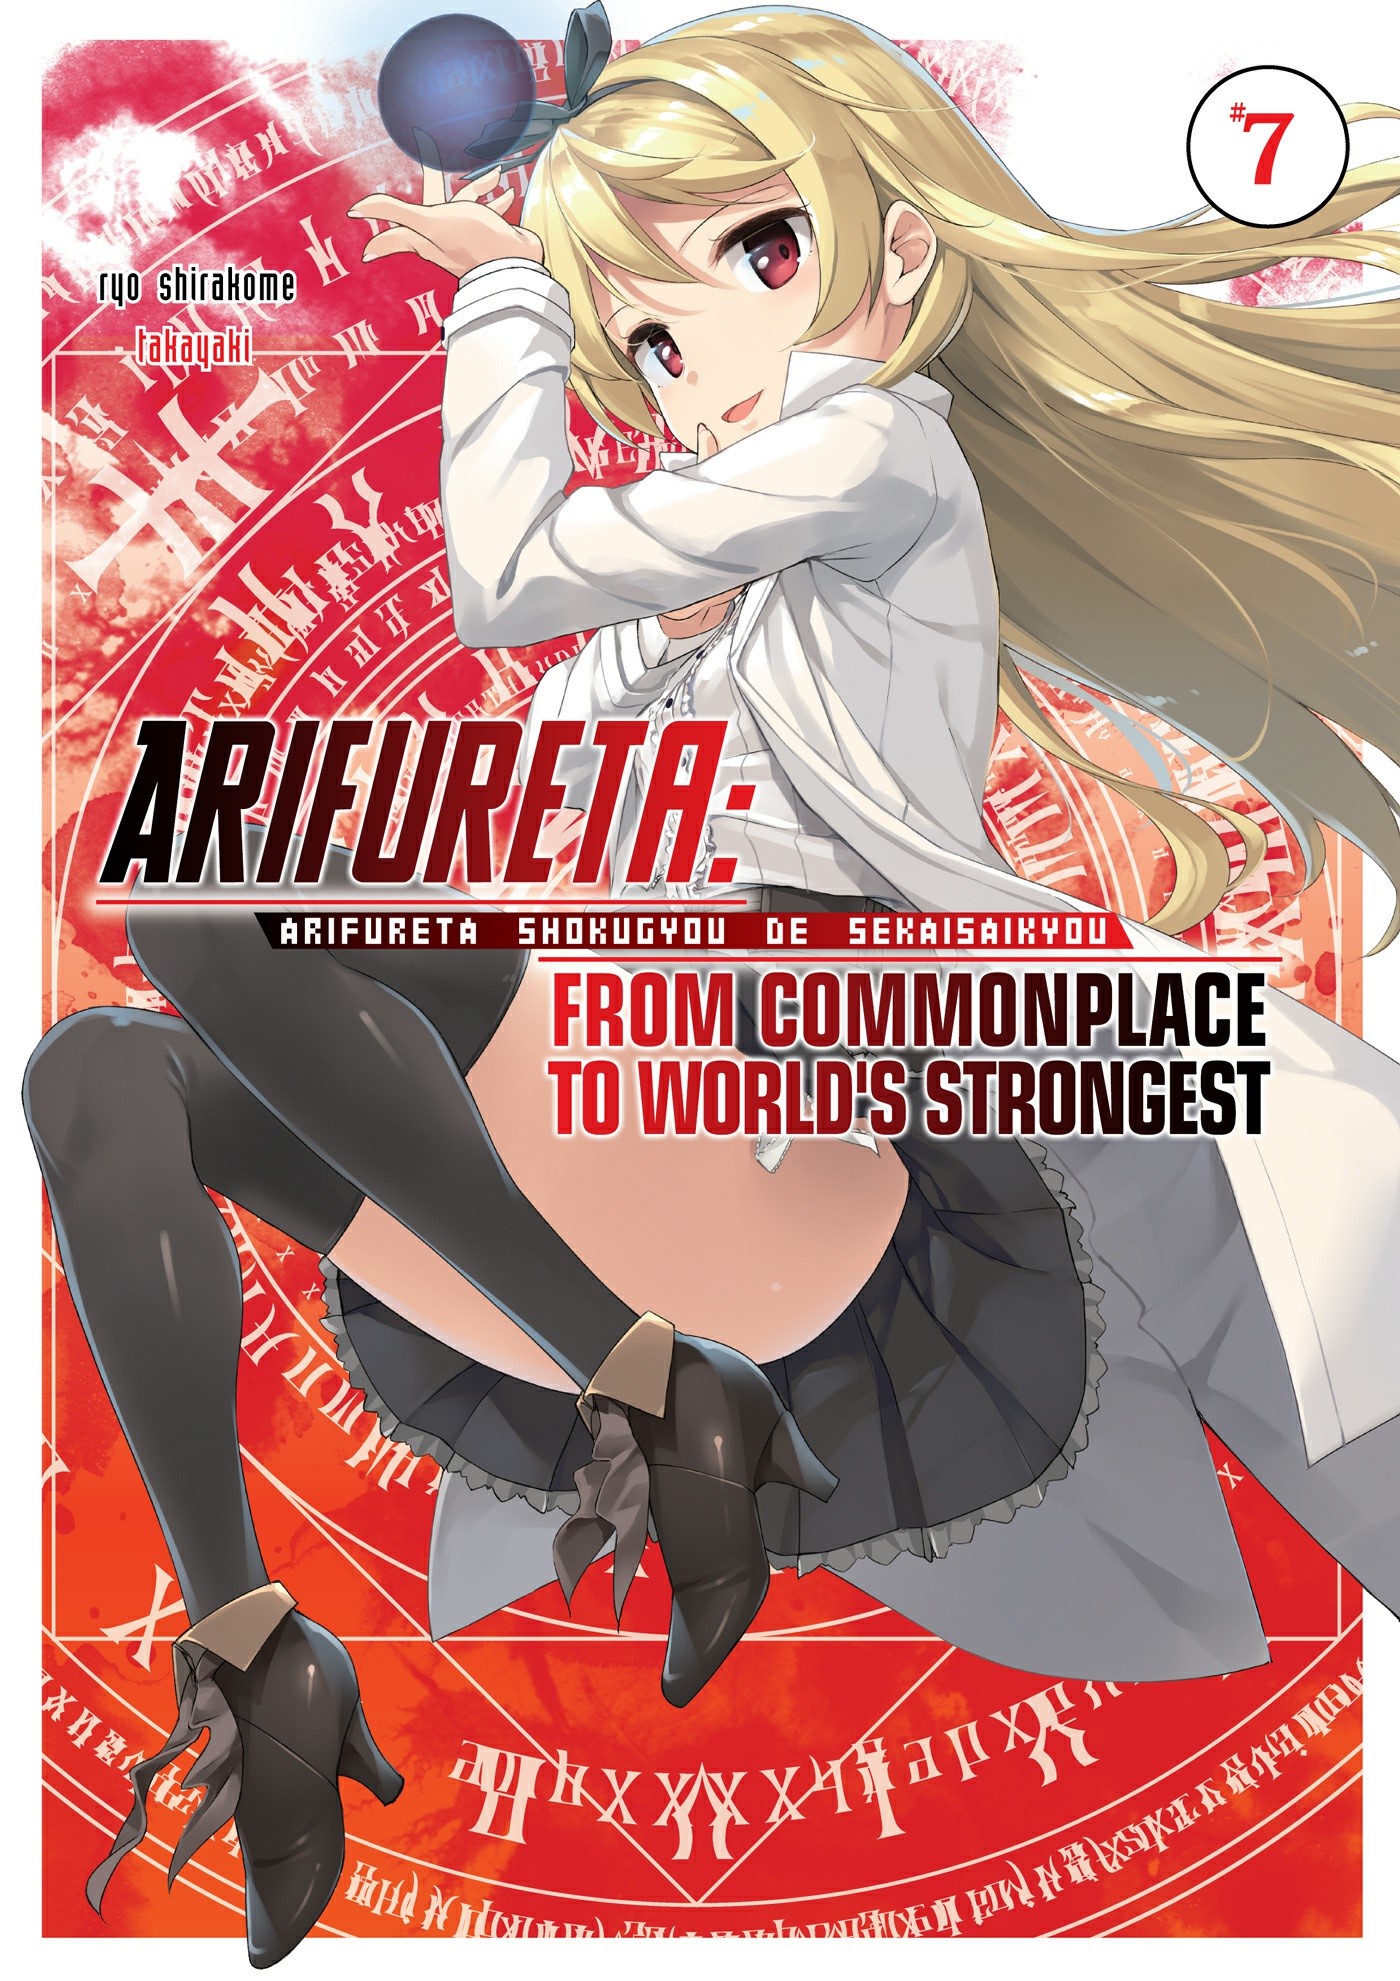 #7
ryo shirakome
takayaki
ARIFURETA:
ARIFURETA SHOKUGYOU DE SEKAISAIKYOU
FROM COMMONPLACE
TO WORLD'S STRONGEST